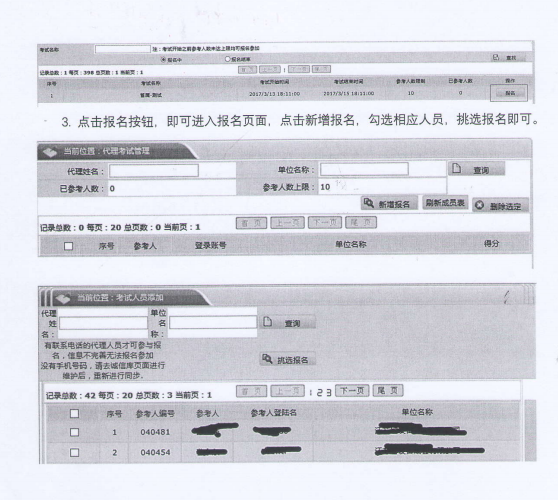 考试名称 注：考试开始之前参考人数未达上限均可报名参加
报名中 报名结束 查询
记录总数：1 每页：390 总页数：1 当前页：1 首 页 上一页 1 下一页 尾 页
序号 考试名称 考试开始时间 考试结束时间 参考人数限制 已参考人数 操作
1 2017/3/13 18:11:00 2017/3/15 18:11:00 10 0 报名
3. 点击报名按钮，即可进入报名页面，点击新增报名，勾选相应人员，挑选报名即可。
当前位置：代理考试管理
代理姓名： 单位名称： 查询
已参考人数：0 参考人数上限：10
新增报名 刷新成员表 删除选定
记录总数：0 每页：20 总页数：0 当前页：1 首 页 上一页 下一页 尾 页
序号 参考人 登录账号 单位名称 得分
当前位置：考试人员添加
代理姓名： 单位名称： 查询
有联系电话的代理人员才可参与报
名，信息不完善无法报名参加
没有手机号码，请去诚信库页面进行
维护后，重新进行同步。
挑选报名
记录总数：42 每页：20 总页数：3 当前页：1 首 页 上一页 1 2 3 下一页 尾 页
序号 参考人编号 参考人 参考人登陆名 单位名称
1 040481
2 040454